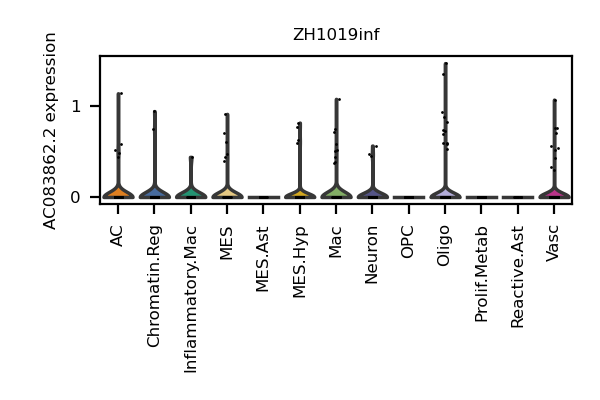 ZH1019inf
AC083862.2 expression
1
0
AC
Chromatin.Reg
Inflammatory.Mac
MES
MES.Ast
MES.Hyp
Mac
Neuron
OPC
Oligo
Prolif.Metab
Reactive.Ast
Vasc